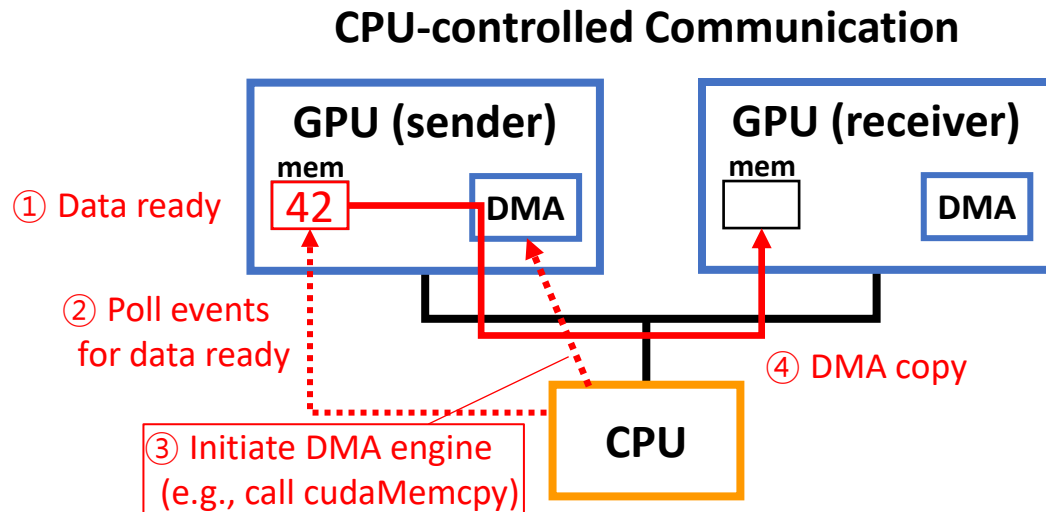 CPU-controlled Communication
GPU (sender)
mem
42
DMA
GPU (receiver)
mem
DMA
① Data ready
② Poll events
for data ready
③ Initiate DMA engine
(e.g., call cudaMemcpy)
④ DMA copy
CPU